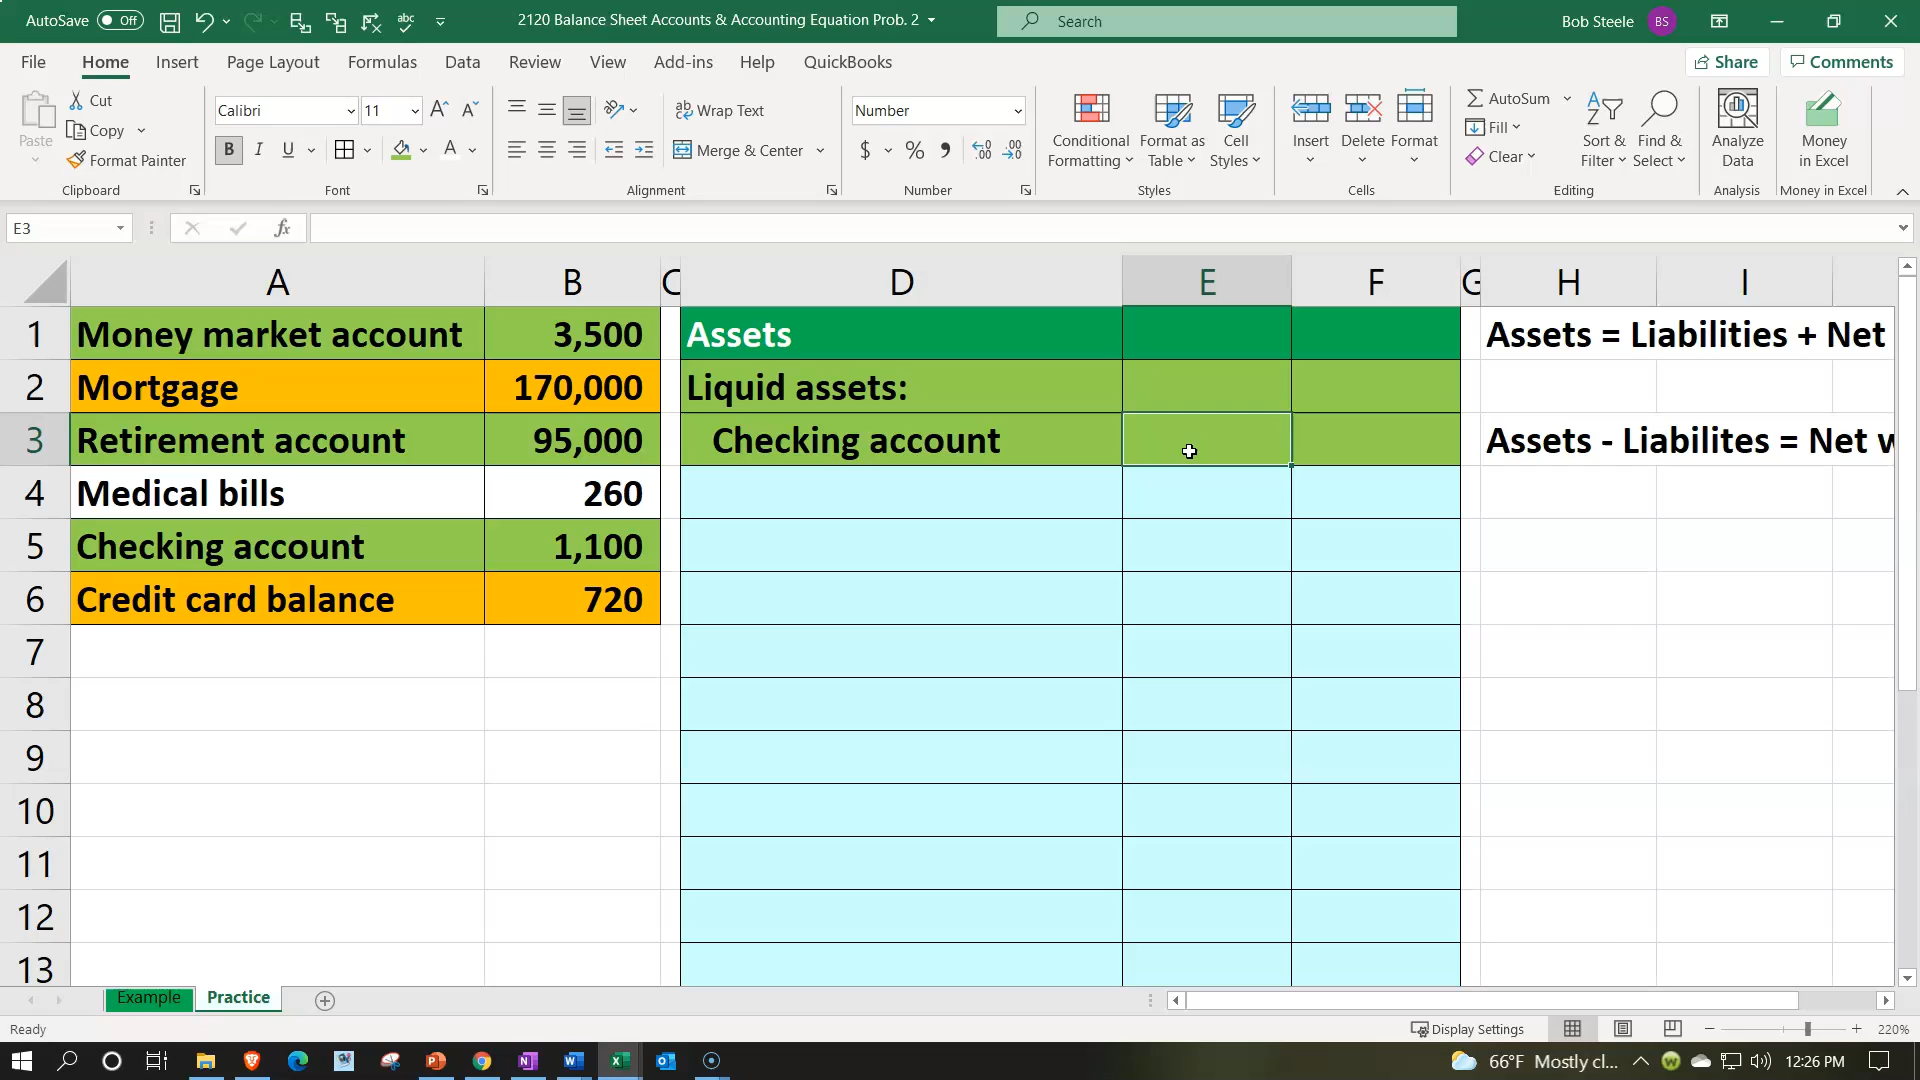 AutoSave Off
2120 Balance Sheet Accounts & Accounting Equation Prob. 2
Search
Bob Steele BS
File Home Insert Page Layout Formulas Data Review View Add-ins Help QuickBooks
Share Comments
Paste
Cut
Copy
Format Painter
Clipboard
Calibri 11
B I U
Font
Wrap Text
Merge & Center
Alignment
Number
$ % 9
Number
Conditional Formatting
Format as Table
Cell Styles
Styles
Insert Delete Format
Cells
AutoSum
Fill
Clear
Sort & Filter
Find & Select
Editing
Analyze Data
Analysis
Money in Excel
Money in Excel
E3 fx
A B C D E F G H I
1 Money market account 3,500 Assets Assets = Liabilities + Net
2 Mortgage 170,000 Liquid assets:
3 Retirement account 95,000 Checking account Assets - Liabilites = Net w
4 Medical bills 260
5 Checking account 1,100
6 Credit card balance 720
7
8
9
10
11
12
13
Example Practice
Ready Display Settings 220%
66°F Mostly cl... 12:26 PM